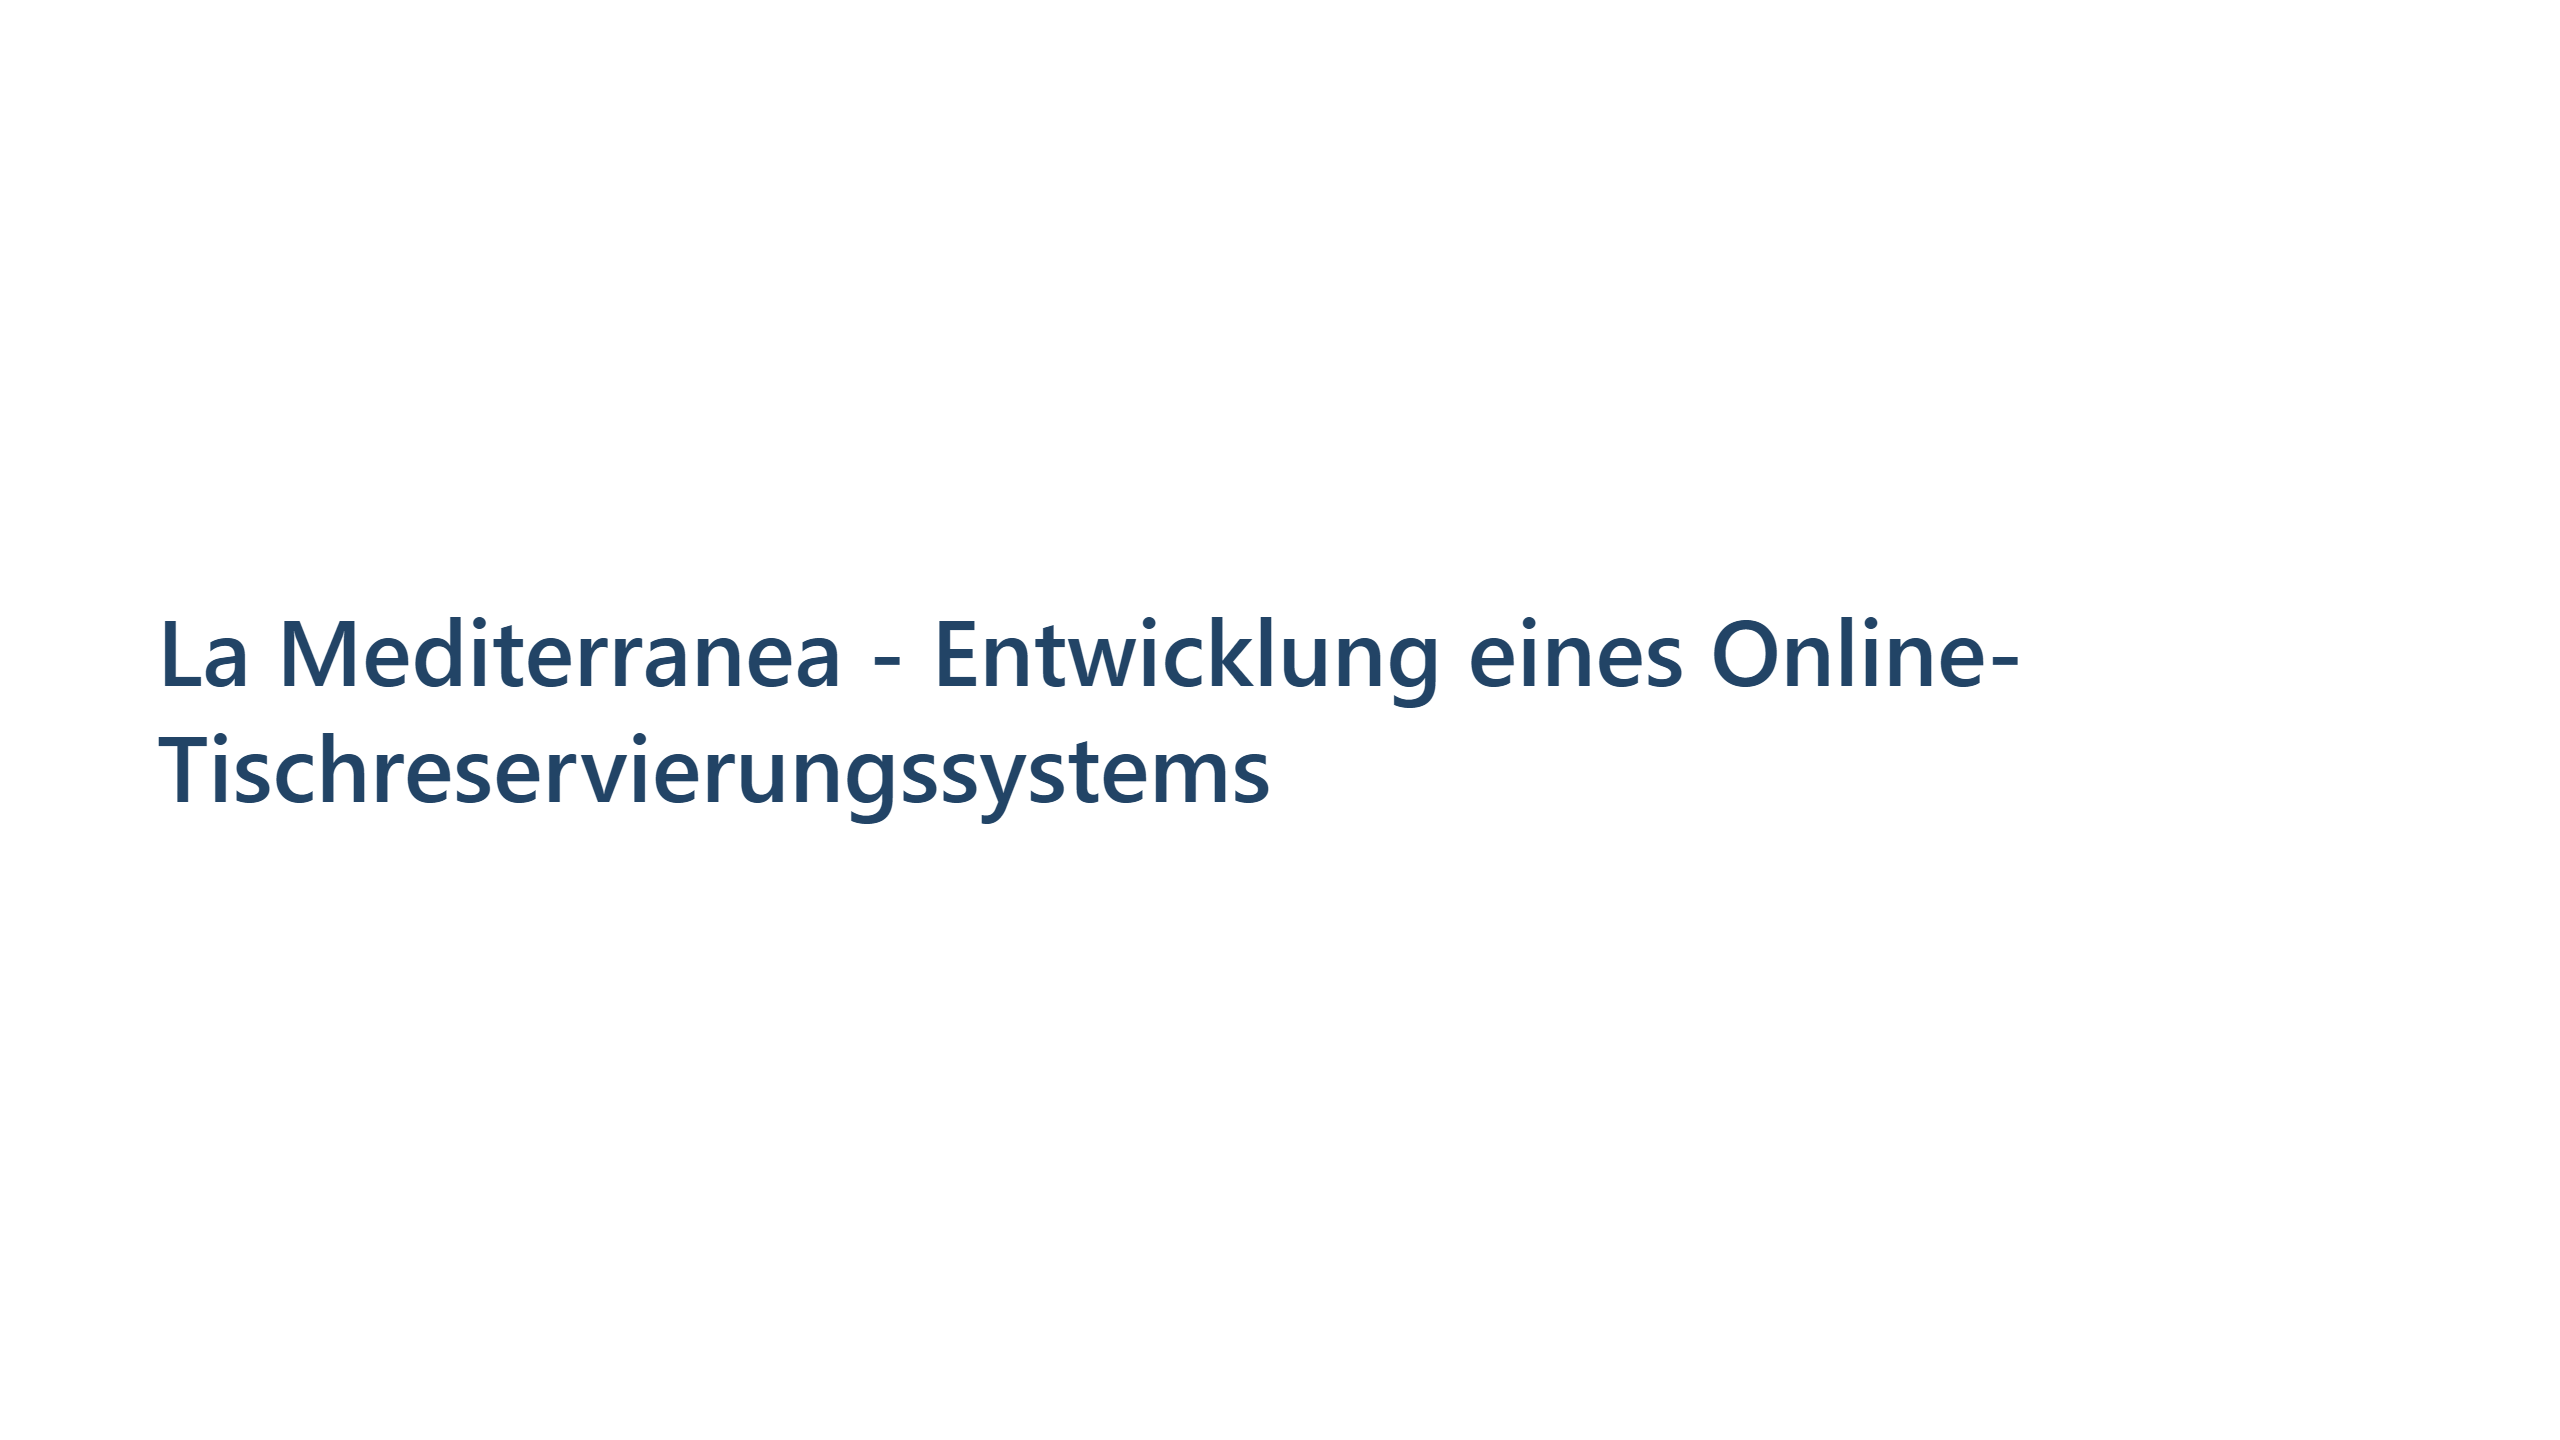 La Mediterranea - Entwicklung eines Online-
Tischreservierungssystems